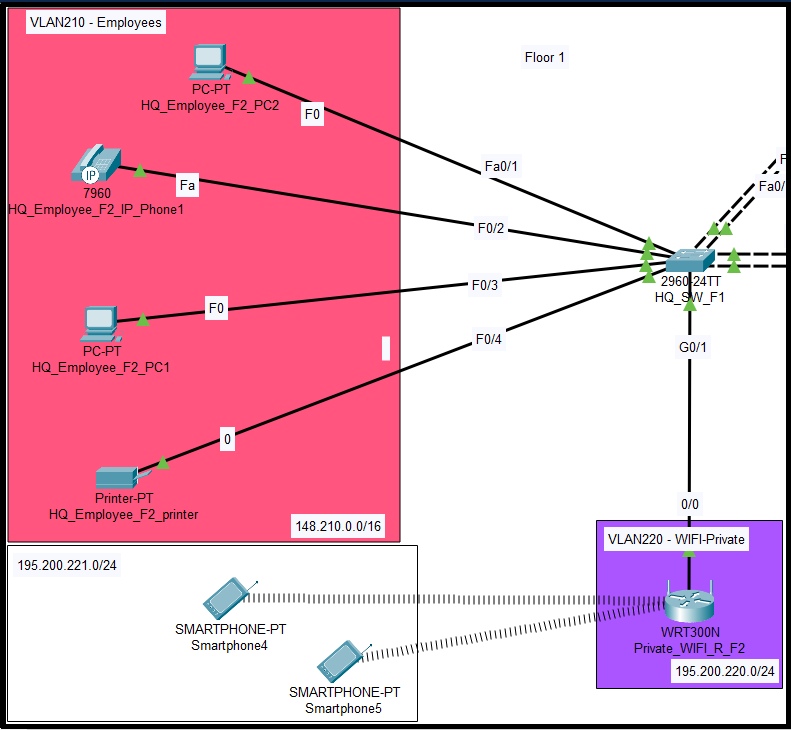 VLAN210 - Employees
Floor 1
PC-PT
HQ_Employee_F2_PC2
F0
Fa0/1
F
Fa0/
IP
7960
HQ_Employee_F2_IP_Phone1
Fa
F0/2
2960-24TT
HQ_SW_F1
F0/3
F0
PC-PT
HQ_Employee_F2_PC1
F0/4
G0/1
0
Printer-PT
HQ_Employee_F2_printer
148.210.0.0/16
0/0
VLAN220 - WIFI-Private
195.200.221.0/24
SMARTPHONE-PT
Smartphone4
WRT300N
Private_WIFI_R_F2
195.200.220.0/24
SMARTPHONE-PT
Smartphone5